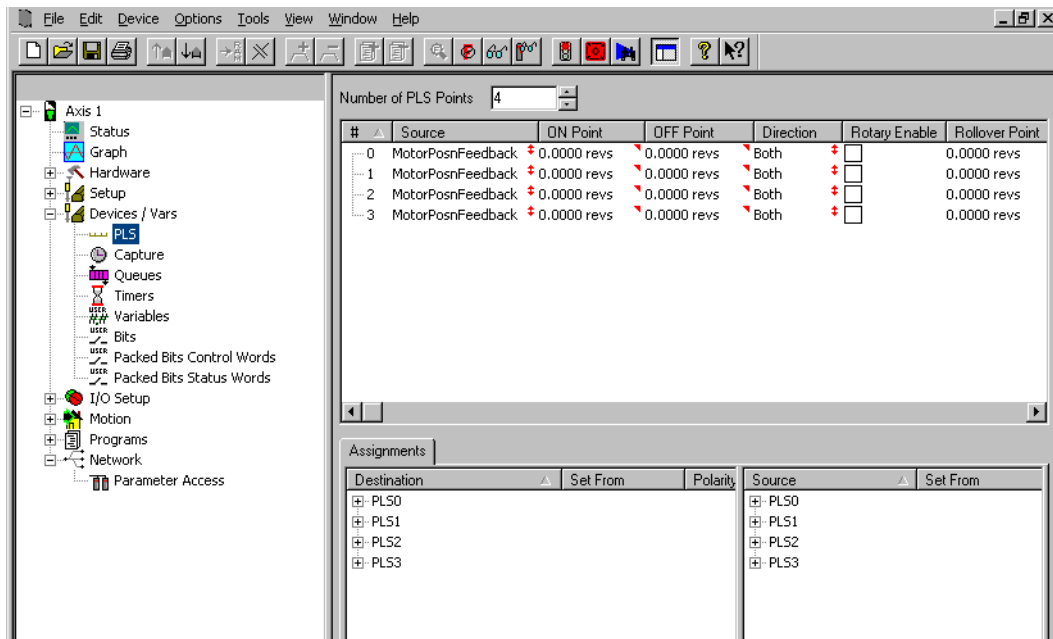 File Edit Device Options Tools View Window Help
Number of PLS Points 4
# Source ON Point OFF Point Direction Rotary Enable Rollover Point
0 MotorPosnFeedback 0.0000 revs 0.0000 revs Both 0.0000 revs
1 MotorPosnFeedback 0.0000 revs 0.0000 revs Both 0.0000 revs
2 MotorPosnFeedback 0.0000 revs 0.0000 revs Both 0.0000 revs
3 MotorPosnFeedback 0.0000 revs 0.0000 revs Both 0.0000 revs
Axis 1
Status
Graph
Hardware
Setup
Devices / Vars
PLS
Capture
Queues
Timers
USER
Variables
USER
Bits
USER
Packed Bits Control Words
USER
Packed Bits Status Words
I/O Setup
Motion
Programs
Network
Parameter Access
Assignments
Destination Set From Polarity Source Set From
PLS0 PLS0
PLS1 PLS1
PLS2 PLS2
PLS3 PLS3